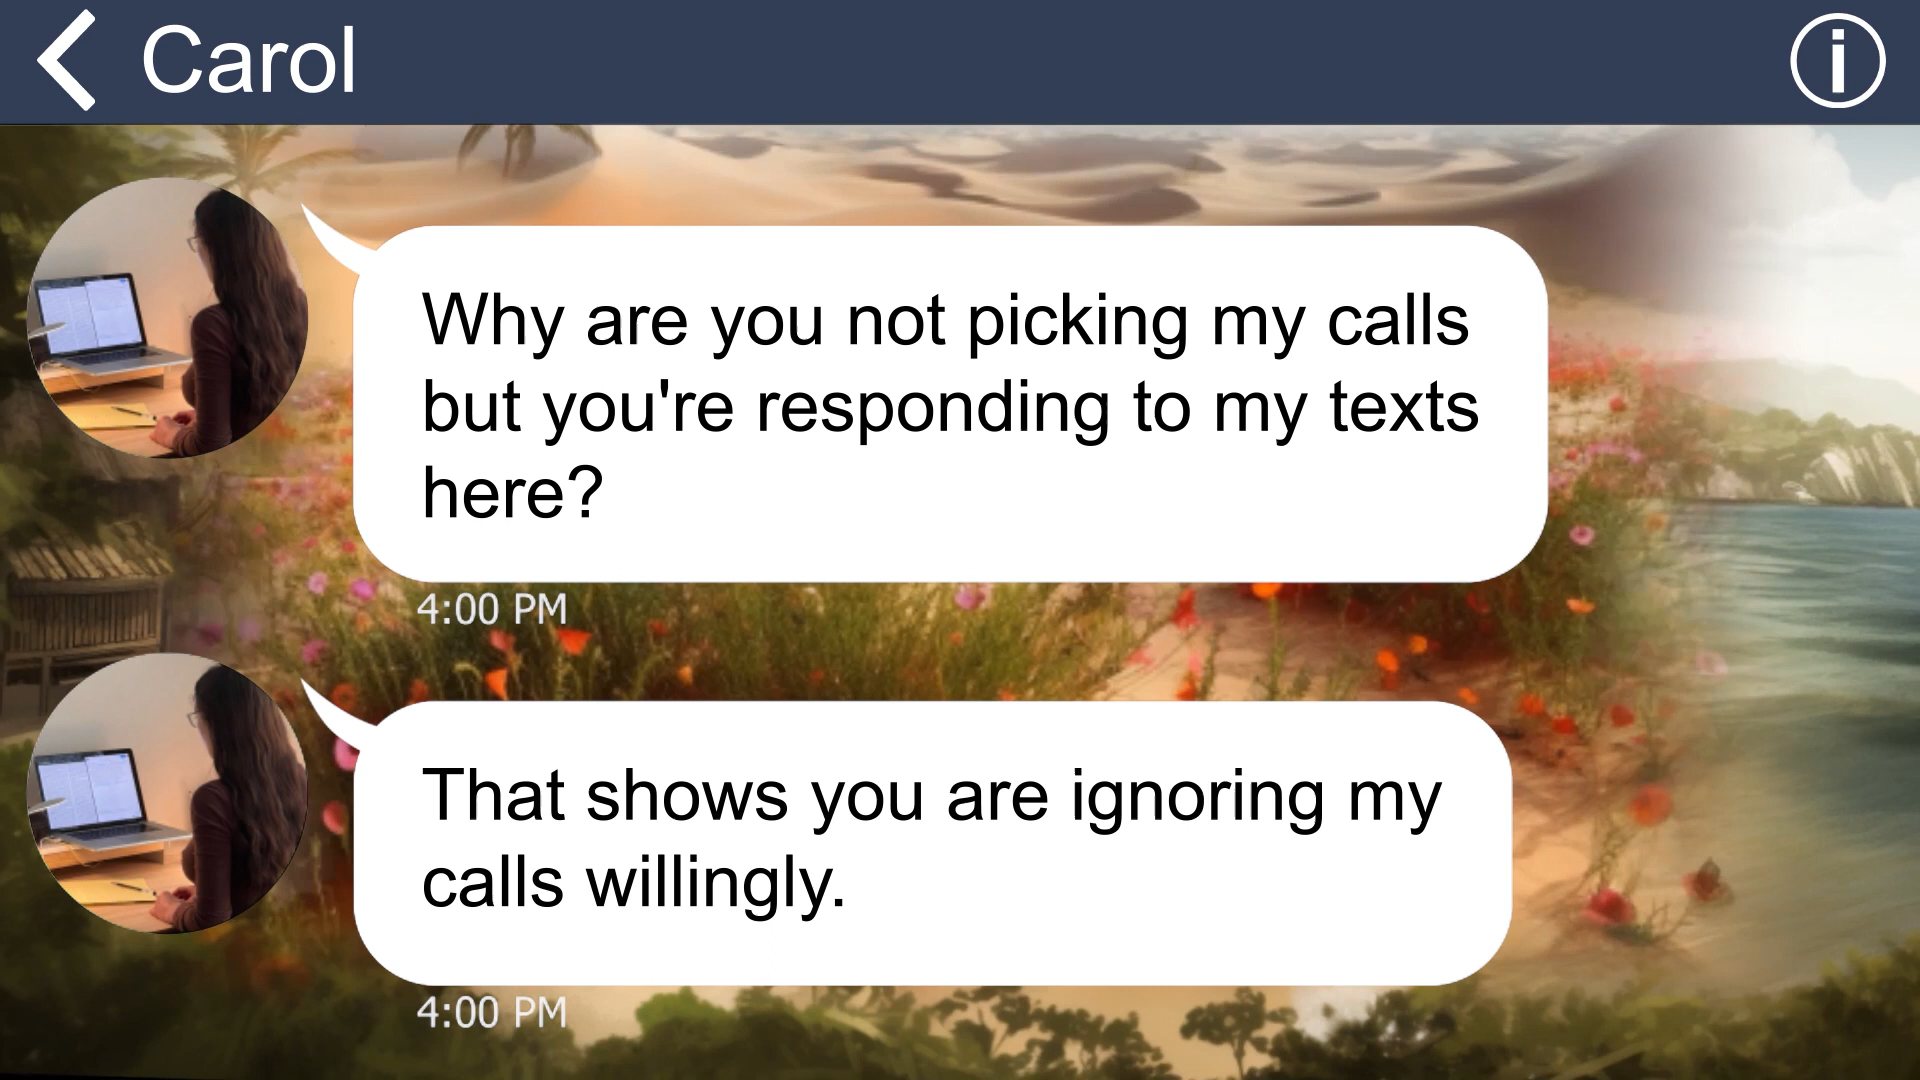 Carol
Why are you not picking my calls
but you're responding to my texts
here?
4:00 PM
That shows you are ignoring my
calls willingly.
4:00 PM